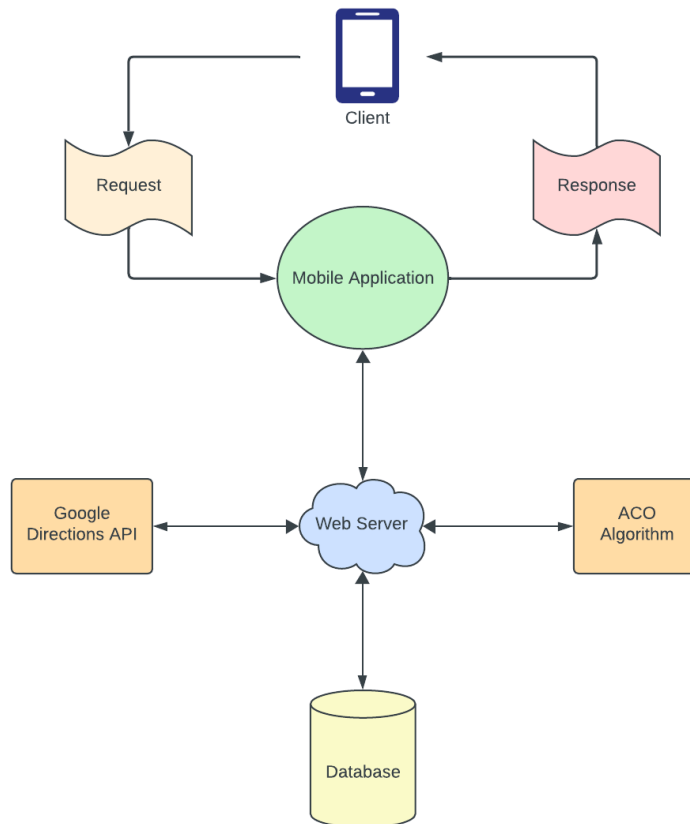 Client
Request
Response
Mobile Application
Google
Directions API
Web Server
ACO
Algorithm
Database